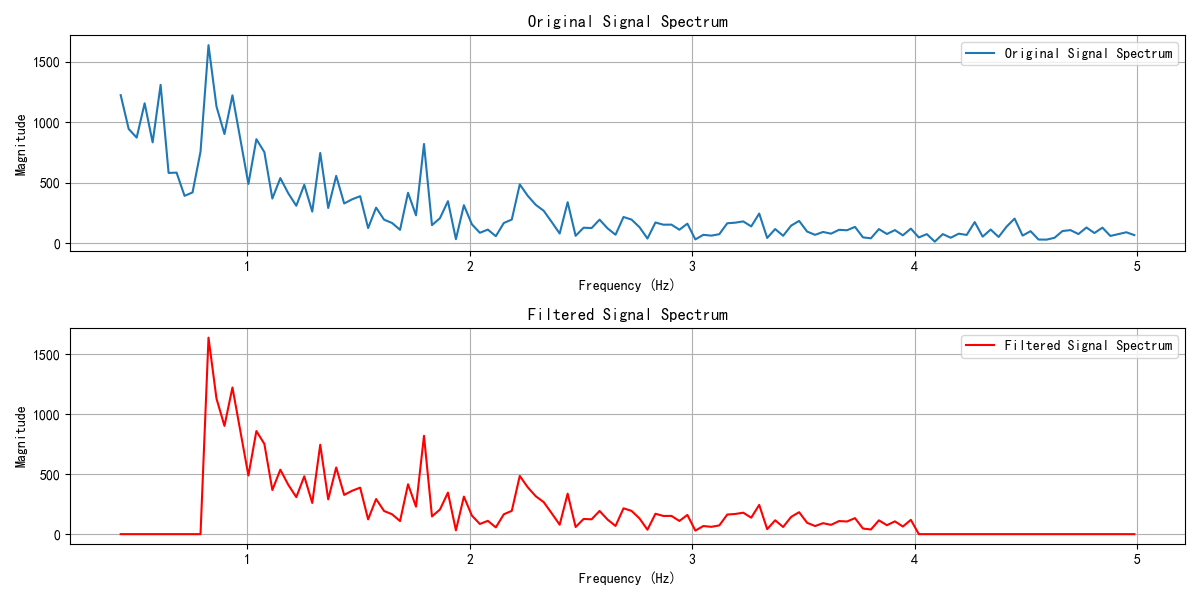 Original Signal Spectrum
Original Signal Spectrum
Magnitude
1500
1000
500
0
1 2 3 4 5
Frequency (Hz)
Filtered Signal Spectrum
Filtered Signal Spectrum
Magnitude
1500
1000
500
0
1 2 3 4 5
Frequency (Hz)